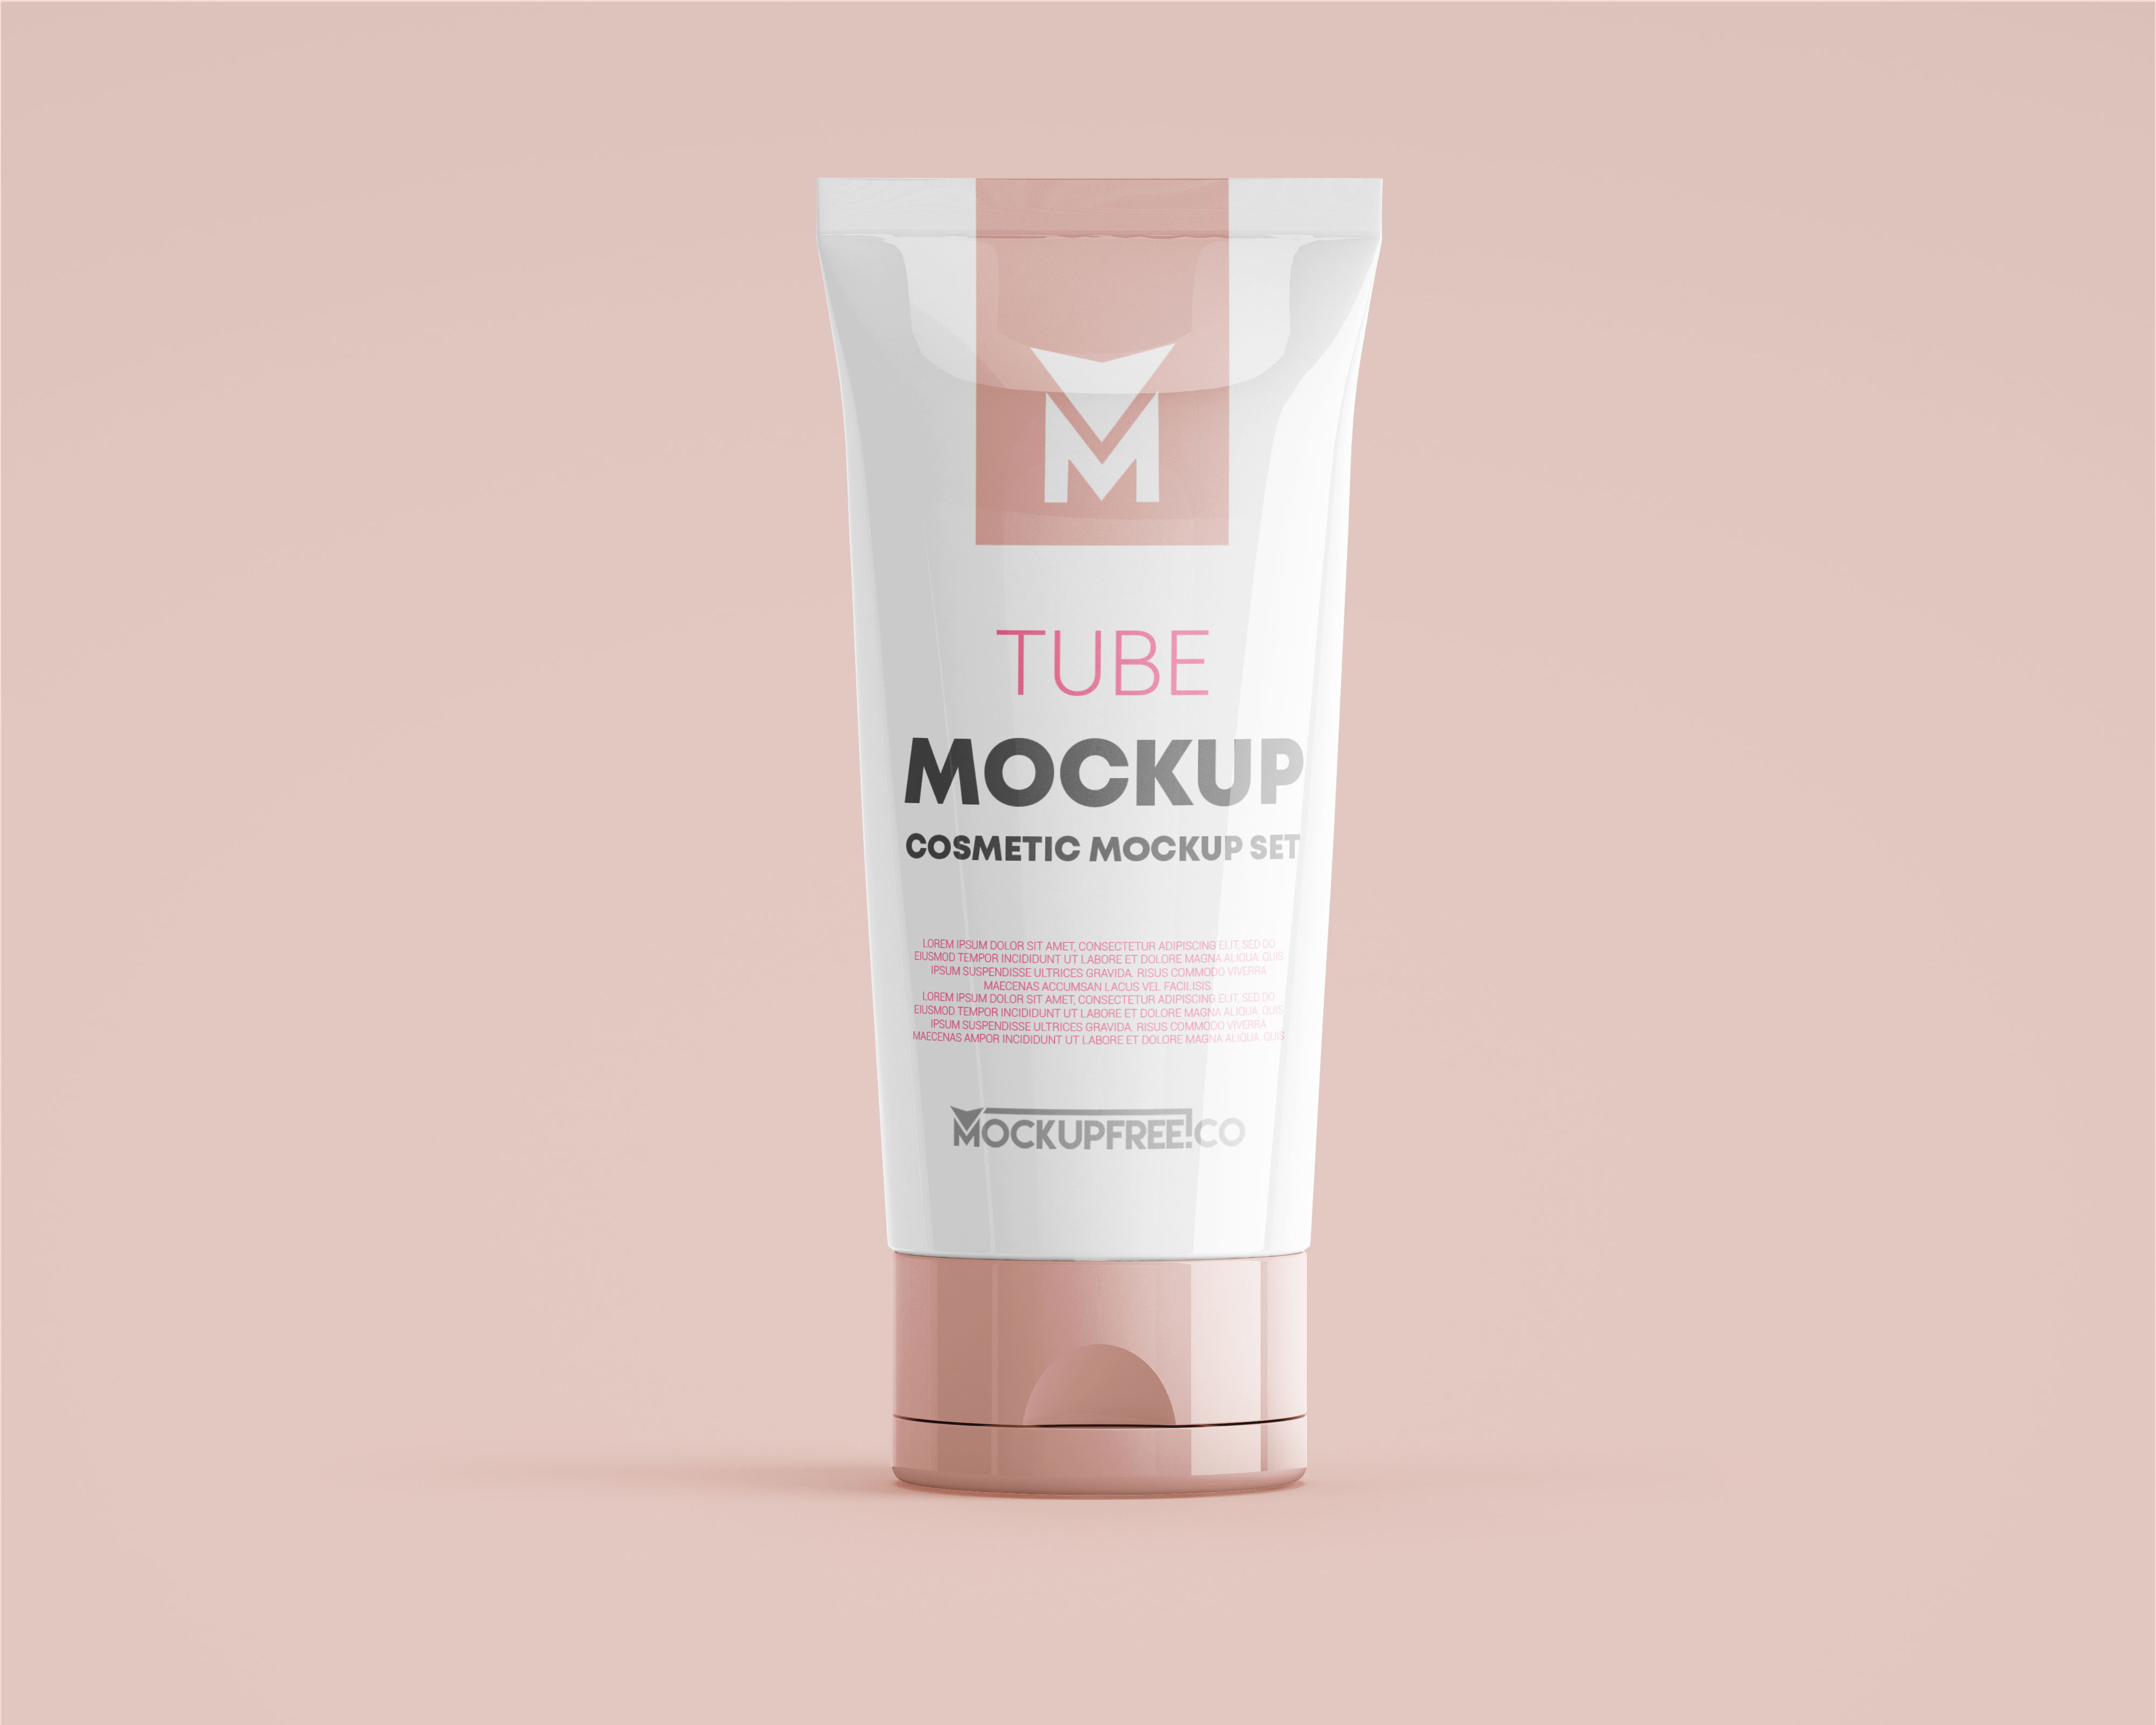 M
TUBE
MOCKUP
COSMETIC MOCKUP SET
LOREM IPSUM DOLOR SIT AMET, CONSECTETUR ADIPISCING ELIT, SED DO
EIUSMOD TEMPOR INCIDIDUNT UT LABORE ET DOLORE MAGNA ALIQUA. QUIS
IPSUM SUSPENDISSE ULTRICES GRAVIDA. RISUS COMMODO VIVERRA
MAECENAS ACCUMSAN LACUS VEL FACILISIS.
LOREM IPSUM DOLOR SIT AMET, CONSECTETUR ADIPISCING ELIT, SED DO
EIUSMOD TEMPOR INCIDIDUNT UT LABORE ET DOLORE MAGNA ALIQUA. QUIS
IPSUM SUSPENDISSE ULTRICES GRAVIDA. RISUS COMMODO VIVERRA
MAECENAS AMPOR INCIDIDUNT UT LABORE ET DOLORE MAGNA ALIQUA. QUIS
MOCKUPFREE!CO